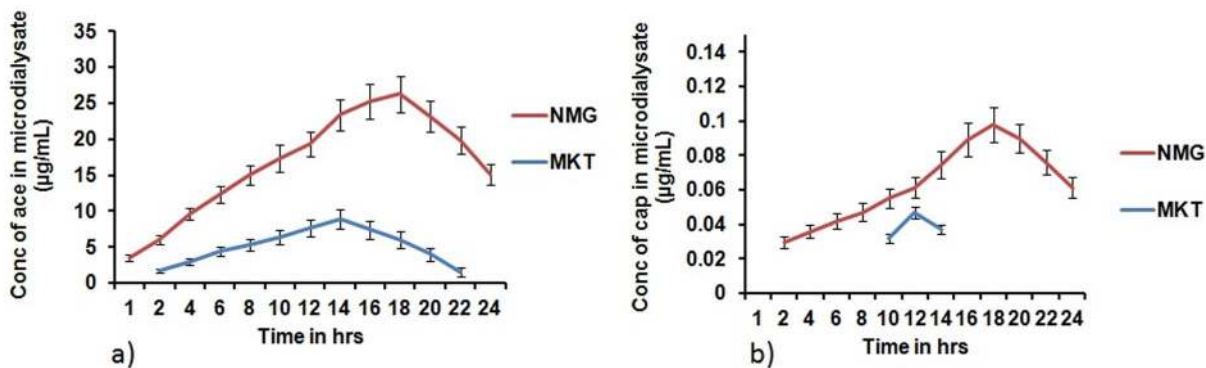 Conc of ace in microdialysate
(µg/mL)
35
30
25
20
15
10
5
0
1 2 4 6 8 10 12 14 16 18 20 22 24
Time in hrs
NMG
MKT
a)
Conc of cap in microdialysate
(µg/mL)
0.14
0.12
0.1
0.08
0.06
0.04
0.02
0
1 2 4 6 8 10 12 14 16 18 20 22 24
Time in hrs
NMG
MKT
b)